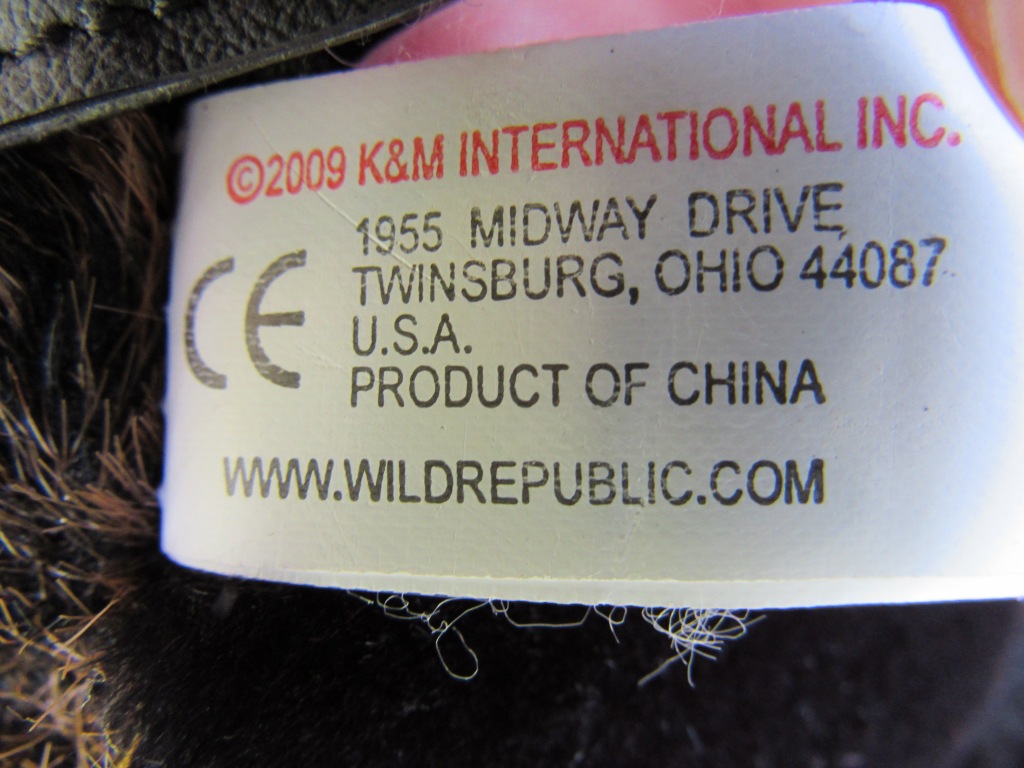 ©2009 K&M INTERNATIONAL INC.
1955 MIDWAY DRIVE
TWINSBURG, OHIO 44087
U.S.A.
PRODUCT OF CHINA
CE
WWW.WILDREPUBLIC.COM